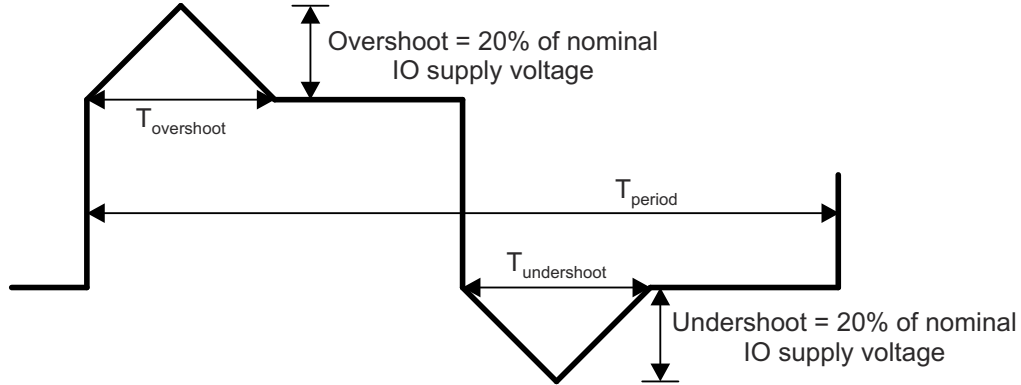 Overshoot = 20% of nominal
IO supply voltage
Tovershoot
Tperiod
Tundershoot
Undershoot = 20% of nominal
IO supply voltage